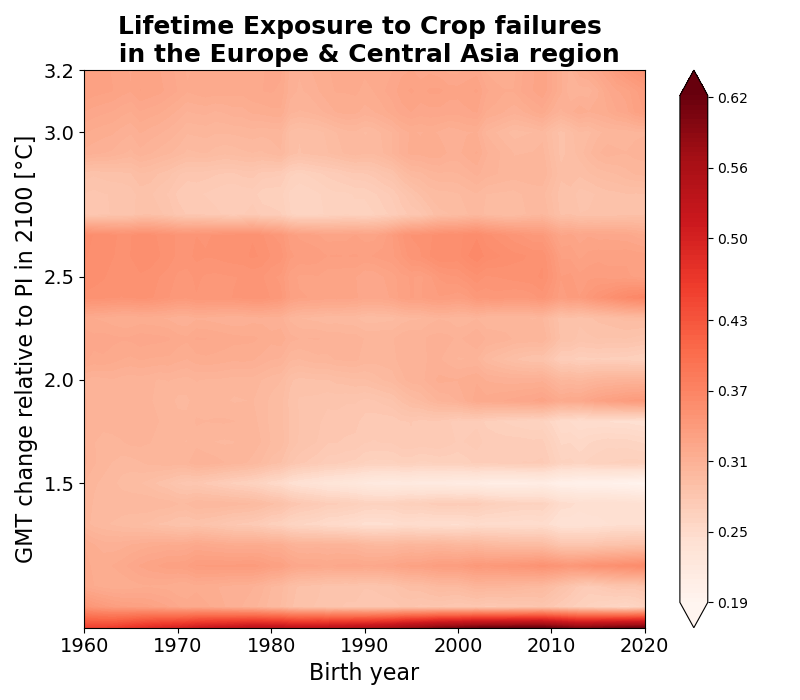 Lifetime Exposure to Crop failures
in the Europe & Central Asia region
GMT change relative to PI in 2100 [°C]
3.2
3.0
2.5
2.0
1.5
1960 1970 1980 1990 2000 2010 2020
Birth year
0.62
0.56
0.50
0.43
0.37
0.31
0.25
0.19